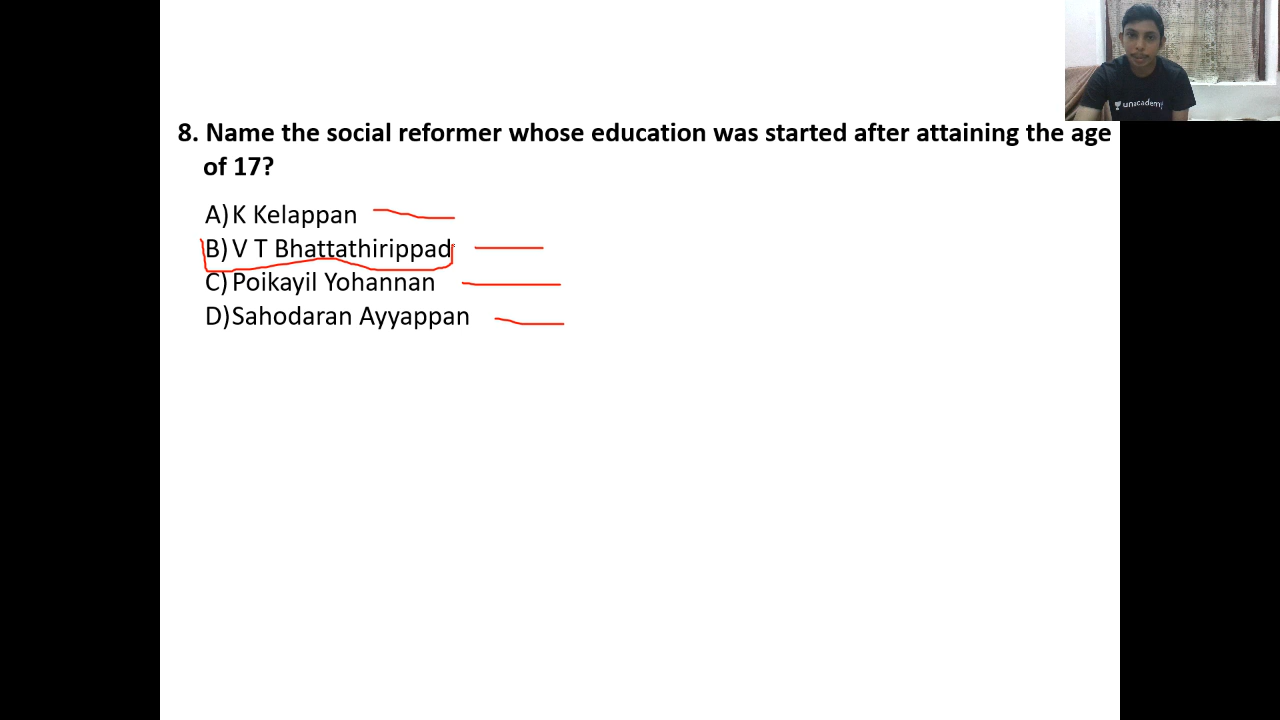 8. Name the social reformer whose education was started after attaining the age
of 17?
A) K Kelappan
B) V T Bhattathirippad
C) Poikayil Yohannan
D) Sahodaran Ayyappan
unacademy